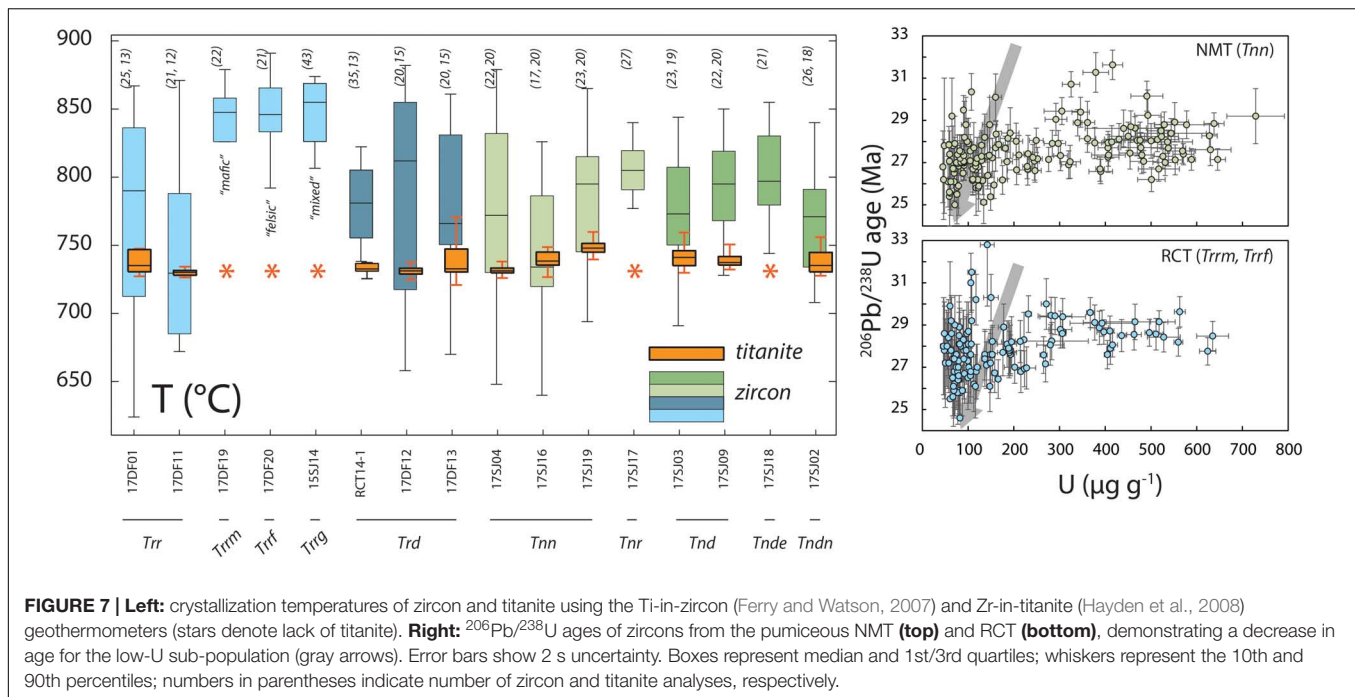 900
850
800
750
700
650
T (°C)
(25, 13)
(21, 12)
(22)
(21)
(43)
(35,13)
(20, 15)
(20, 15)
(22, 20)
(17, 20)
(23, 20)
(27)
(23, 19)
(22, 20)
(21)
(26, 18)
"mafic"
"felsic"
"mixed"
* * * * *
titanite
zircon
17DF01
17DF11
17DF19
17DF20
15SJ14
RCT14-1
17DF12
17DF13
17SJ04
17SJ16
17SJ19
17SJ17
17SJ03
17SJ09
17SJ18
17SJ02
Trr
Trrm
Trrf
Trrg
Trd
Tnn
Tnr
Tnd
Tnde
Tndn
33
31
29
27
25
NMT (Tnn)
33
31
29
27
25
RCT (Trrm, Trrf)
²⁰⁶Pb/²³⁸U age (Ma)
0 100 200 300 400 500 600 700 800
U (µg g⁻¹)
FIGURE 7 | Left: crystallization temperatures of zircon and titanite using the Ti-in-zircon (Ferry and Watson, 2007) and Zr-in-titanite (Hayden et al., 2008)
geothermometers (stars denote lack of titanite). Right: ²⁰⁶Pb/²³⁸U ages of zircons from the pumiceous NMT (top) and RCT (bottom), demonstrating a decrease in
age for the low-U sub-population (gray arrows). Error bars show 2 s uncertainty. Boxes represent median and 1st/3rd quartiles; whiskers represent the 10th and
90th percentiles; numbers in parentheses indicate number of zircon and titanite analyses, respectively.